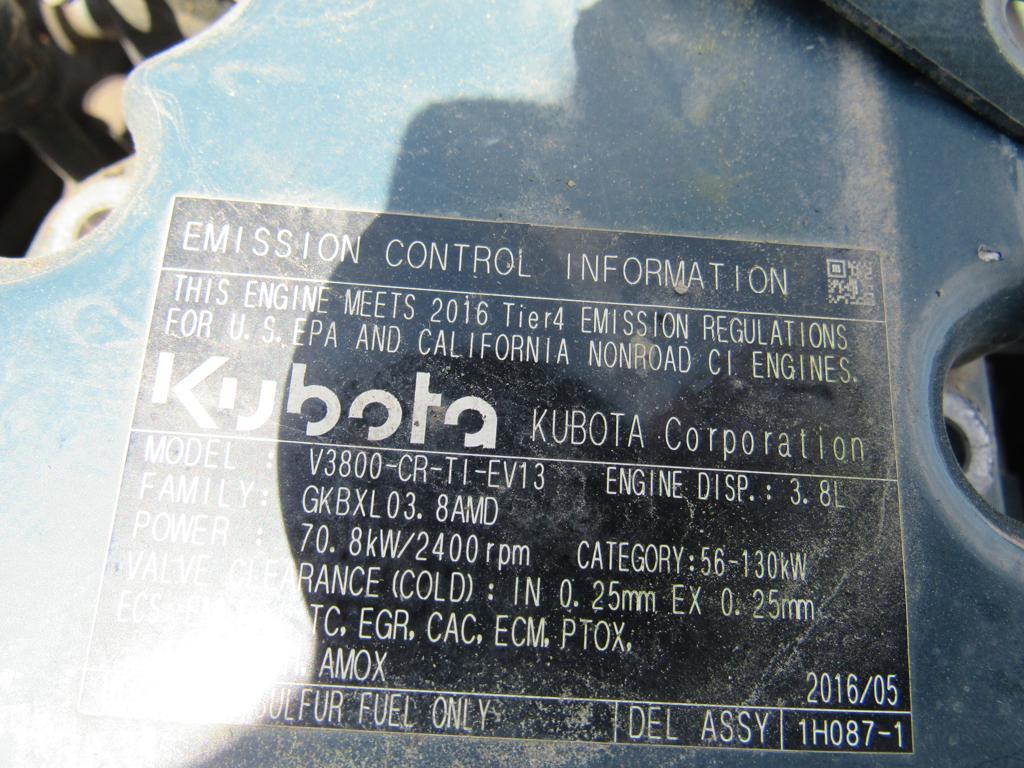 EMISSION CONTROL INFORMATION
THIS ENGINE MEETS 2016 Tier4 EMISSION REGULATIONS
FOR U.S.EPA AND CALIFORNIA NONROAD CI ENGINES.
Kubota KUBOTA Corporation
MODEL : V3800-CR-TI-EV13 ENGINE DISP.: 3.8L
FAMILY: GKBXL03.8AMD
POWER : 70.8kW/2400rpm CATEGORY:56-130kW
VALVE CLEARANCE(COLD): IN 0.25mm EX 0.25mm
ECS TC, EGR, CAC, ECM, PTOX,
AMOX
2016/05
SULFUR FUEL ONLY DEL ASSY 1H087-1